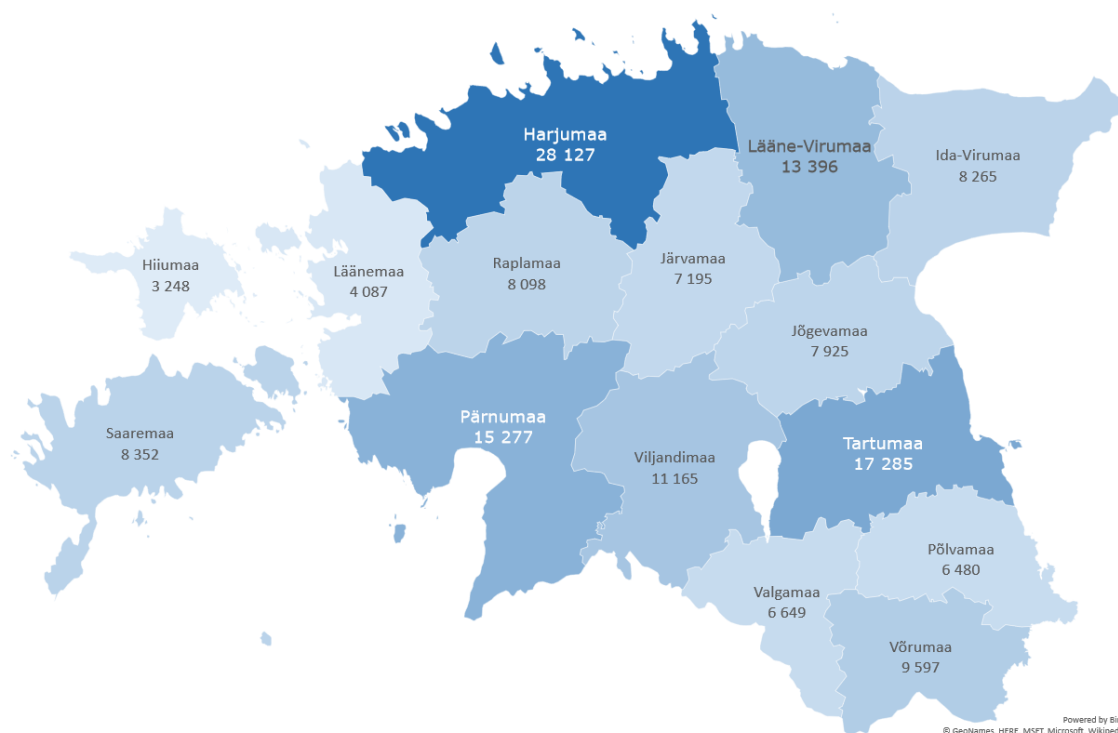 Harjumaa
28 127
Lääne-Virumaa
13 396
Ida-Virumaa
8 265
Hiiumaa
3 248
Läänemaa
4 087
Raplamaa
8 098
Järvamaa
7 195
Jõgevamaa
7 925
Saaremaa
8 352
Pärnumaa
15 277
Viljandimaa
11 165
Tartumaa
17 285
Põlvamaa
6 480
Valgamaa
6 649
Võrumaa
9 597
Powered by Bin
© GeoNames, HERE, MSFT, Microsoft, Wikiped